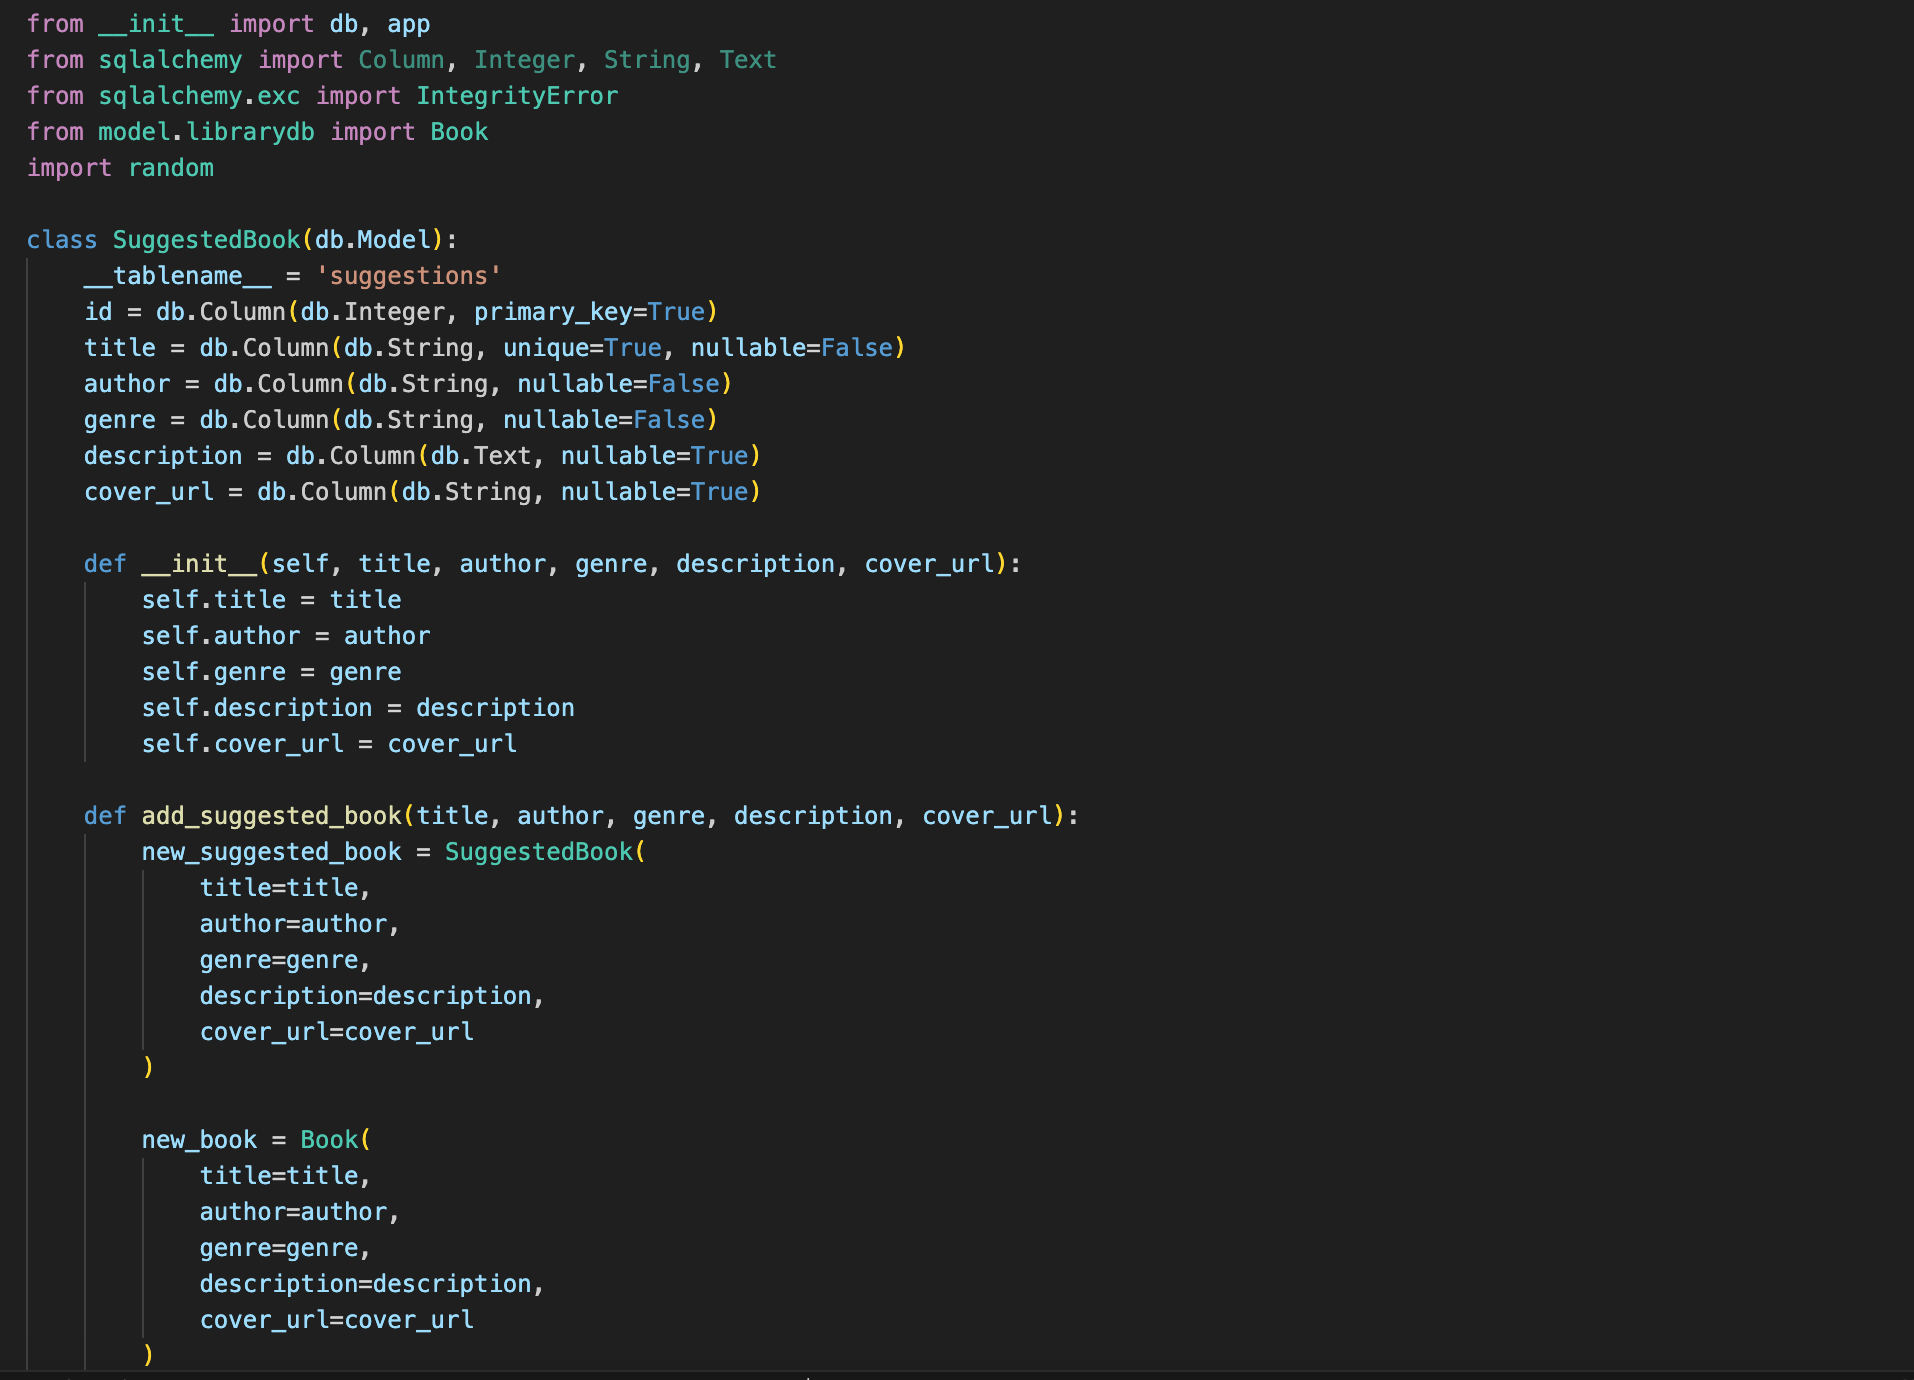 from __init__ import db, app
from sqlalchemy import Column, Integer, String, Text
from sqlalchemy.exc import IntegrityError
from model.librarydb import Book
import random

class SuggestedBook(db.Model):
    __tablename__ = 'suggestions'
    id = db.Column(db.Integer, primary_key=True)
    title = db.Column(db.String, unique=True, nullable=False)
    author = db.Column(db.String, nullable=False)
    genre = db.Column(db.String, nullable=False)
    description = db.Column(db.Text, nullable=True)
    cover_url = db.Column(db.String, nullable=True)

    def __init__(self, title, author, genre, description, cover_url):
        self.title = title
        self.author = author
        self.genre = genre
        self.description = description
        self.cover_url = cover_url

    def add_suggested_book(title, author, genre, description, cover_url):
        new_suggested_book = SuggestedBook(
            title=title,
            author=author,
            genre=genre,
            description=description,
            cover_url=cover_url
        )

        new_book = Book(
            title=title,
            author=author,
            genre=genre,
            description=description,
            cover_url=cover_url
        )